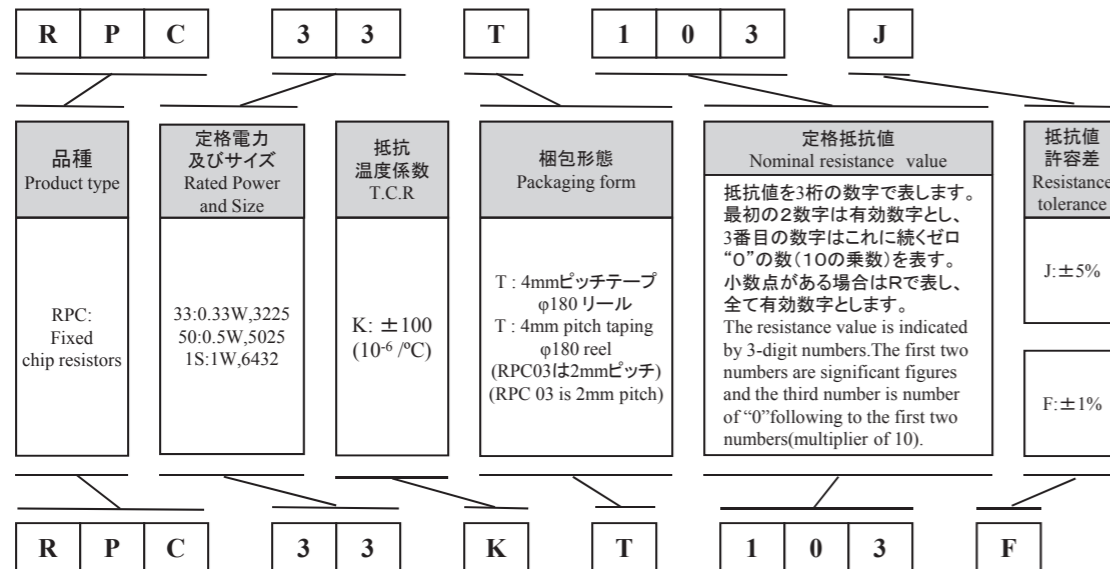 R P C 3 3 T 1 0 3 J
品種
Product type
定格電力
及びサイズ
Rated Power
and Size
抵抗
温度係数
T.C.R
梱包形態
Packaging form
定格抵抗値
Nominal resistance value
抵抗値
許容差
Resistance
tolerance
RPC:
Fixed
chip resistors
33:0.33W,3225
50:0.5W,5025
1S:1W,6432
K: ±100
(10⁻⁶ /ºC)
T : 4mmピッチテープ
φ180 リール
T : 4mm pitch taping
φ180 reel
(RPC03は2mmピッチ)
(RPC 03 is 2mm pitch)
抵抗値を3桁の数字で表します。
最初の2数字は有効数字とし、
3番目の数字はこれに続くゼロ
“0”の数(10の乗数)を表す。
小数点がある場合はRで表し、
全て有効数字とします。
The resistance value is indicated
by 3-digit numbers.The first two
numbers are significant figures
and the third number is number
of “0”following to the first two
numbers(multiplier of 10).
J:±5%
F:±1%
R P C 3 3 K T 1 0 3 F